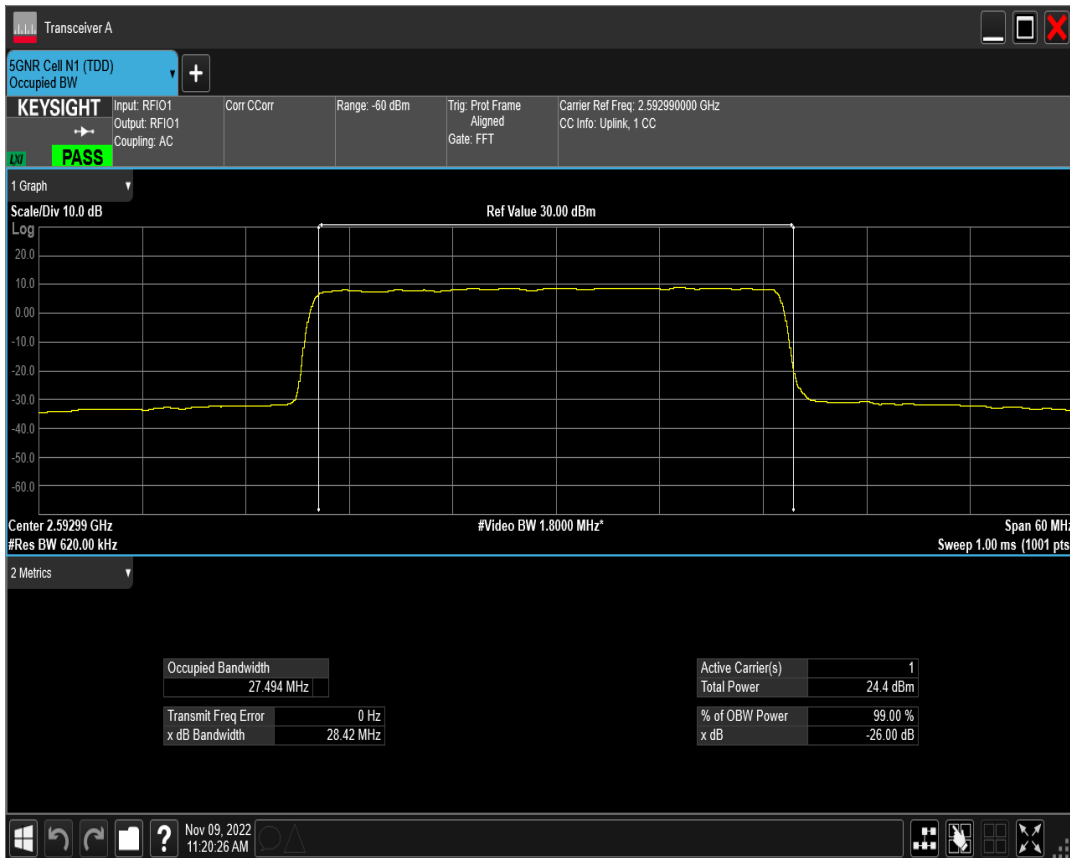 Transceiver A
5GNR Cell N1 (TDD)
Occupied BW
+
KEYSIGHT
LXI
PASS
Input: RFIO1
Output: RFIO1
Coupling: AC
Corr CCorr
Range: -60 dBm
Trig: Prot Frame
Aligned
Gate: FFT
Carrier Ref Freq: 2.592990000 GHz
CC Info: Uplink, 1 CC
1 Graph
Scale/Div 10.0 dB
Ref Value 30.00 dBm
Log
20.0
10.0
0.00
-10.0
-20.0
-30.0
-40.0
-50.0
-60.0
Center 2.59299 GHz
#Video BW 1.8000 MHz*
Span 60 MHz
#Res BW 620.00 kHz
Sweep 1.00 ms (1001 pts
2 Metrics
Occupied Bandwidth
27.494 MHz
Transmit Freq Error 0 Hz
x dB Bandwidth 28.42 MHz
Active Carrier(s) 1
Total Power 24.4 dBm
% of OBW Power 99.00 %
x dB -26.00 dB
?
Nov 09, 2022
11:20:26 AM